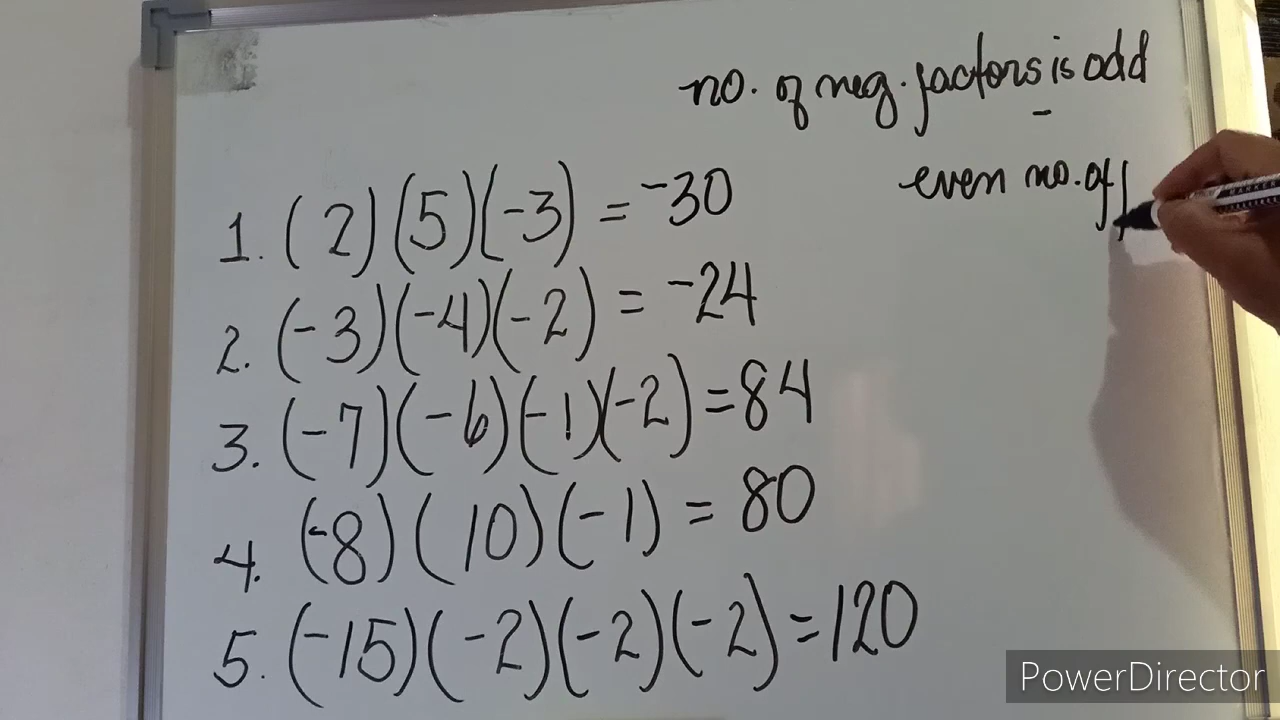 no. of neg. factors is odd
-
even no. of f
1. (2)(5)(-3) = -30
2. (-3)(-4)(-2) = -24
3. (-7)(-6)(-1)(-2) = 84
4. (-8)(10)(-1) = 80
5. (-15)(-2)(-2)(-2) = 120
PowerDirector